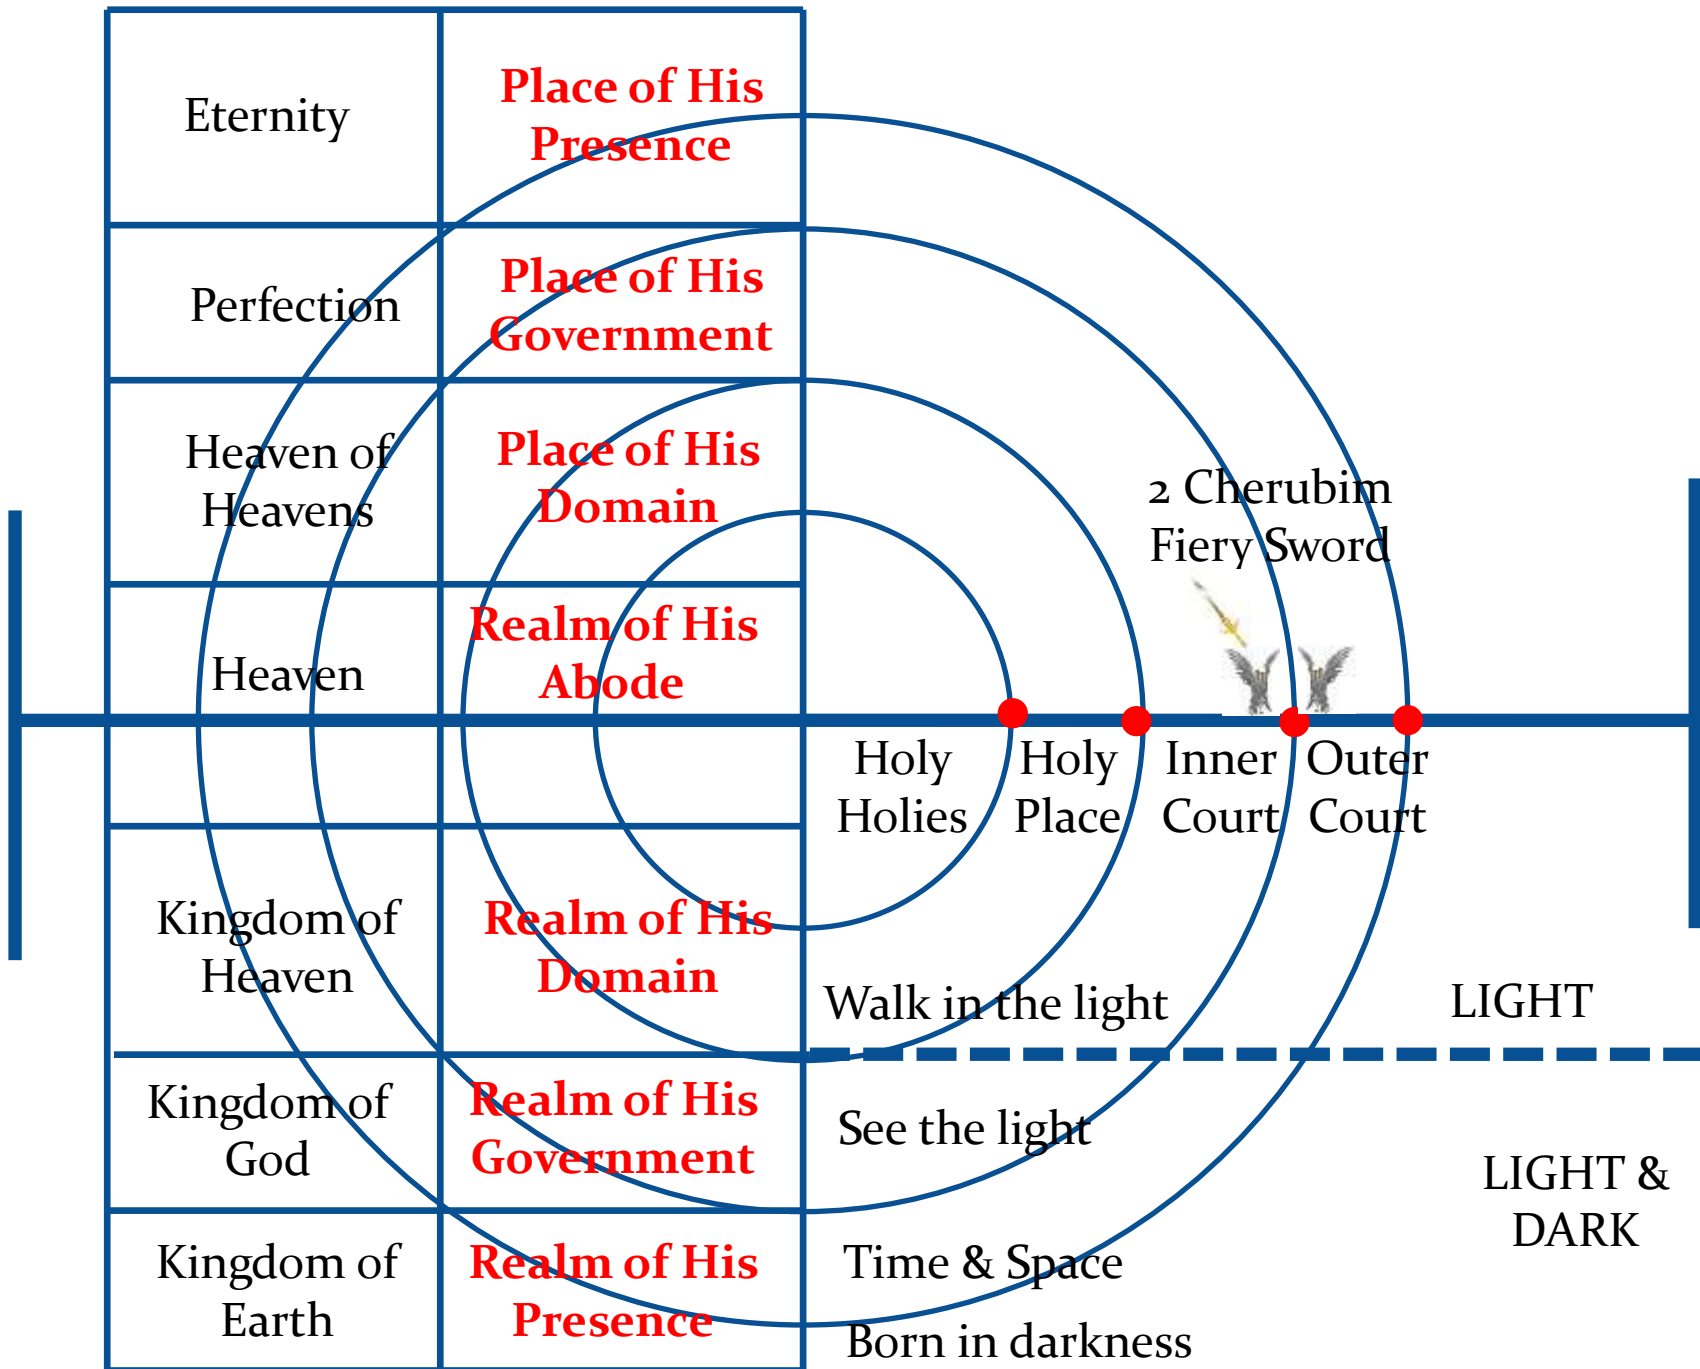 Eternity
Place of His
Presence
Perfection
Place of His
Government
Heaven of
Heavens
Place of His
Domain
2 Cherubim
Fiery Sword
Heaven
Realm of His
Abode
Holy
Holies
Holy
Place
Inner
Court
Outer
Court
Kingdom of
Heaven
Realm of His
Domain
Walk in the light
LIGHT
Kingdom of
God
Realm of His
Government
See the light
LIGHT &
DARK
Kingdom of
Earth
Realm of His
Presence
Time & Space
Born in darkness